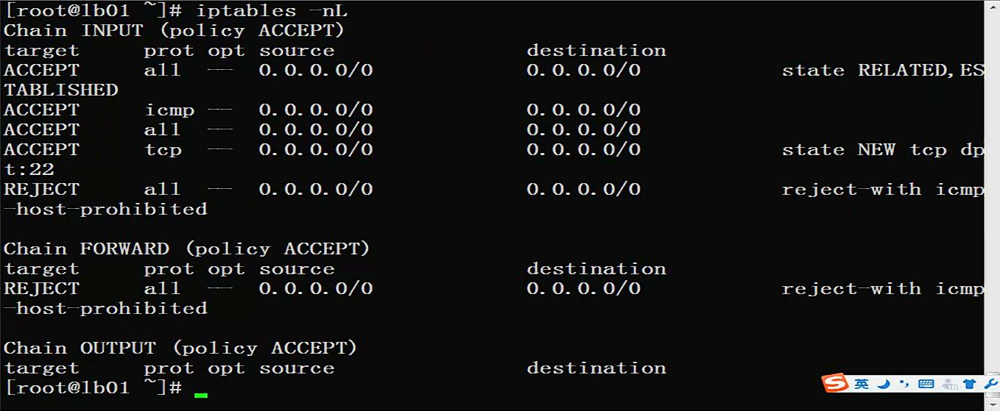 [root@lb01 ~]# iptables -nL
Chain INPUT (policy ACCEPT)
target     prot opt source               destination
ACCEPT     all  --  0.0.0.0/0            0.0.0.0/0           state RELATED,ES
TABLISHED
ACCEPT     icmp --  0.0.0.0/0            0.0.0.0/0
ACCEPT     all  --  0.0.0.0/0            0.0.0.0/0
ACCEPT     tcp  --  0.0.0.0/0            0.0.0.0/0           state NEW tcp dp
t:22
REJECT     all  --  0.0.0.0/0            0.0.0.0/0           reject-with icmp
-host-prohibited
Chain FORWARD (policy ACCEPT)
target     prot opt source               destination
REJECT     all  --  0.0.0.0/0            0.0.0.0/0           reject-with icmp
-host-prohibited
Chain OUTPUT (policy ACCEPT)
target     prot opt source               destination
[root@lb01 ~]#
S 英